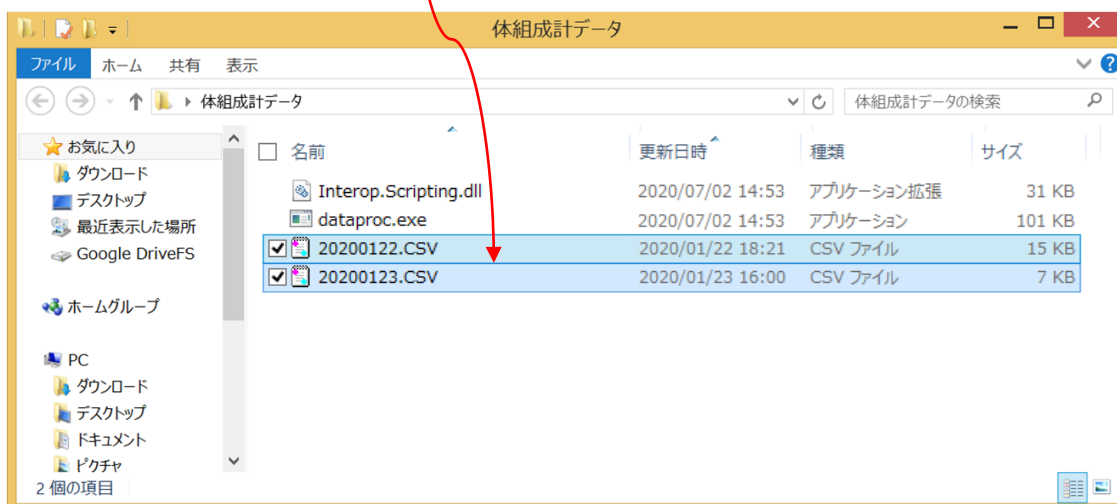 体組成計データ
ファイル ホーム 共有 表示
体組成計データ 体組成計データの検索
お気に入り
ダウンロード
デスクトップ
最近表示した場所
Google DriveFS
ホームグループ
PC
ダウンロード
デスクトップ
ドキュメント
ピクチャ
名前 更新日時 種類 サイズ
Interop.Scripting.dll 2020/07/02 14:53 アプリケーション拡張 31 KB
dataproc.exe 2020/07/02 14:53 アプリケーション 101 KB
20200122.CSV 2020/01/22 18:21 CSV ファイル 15 KB
20200123.CSV 2020/01/23 16:00 CSV ファイル 7 KB
2 個の項目